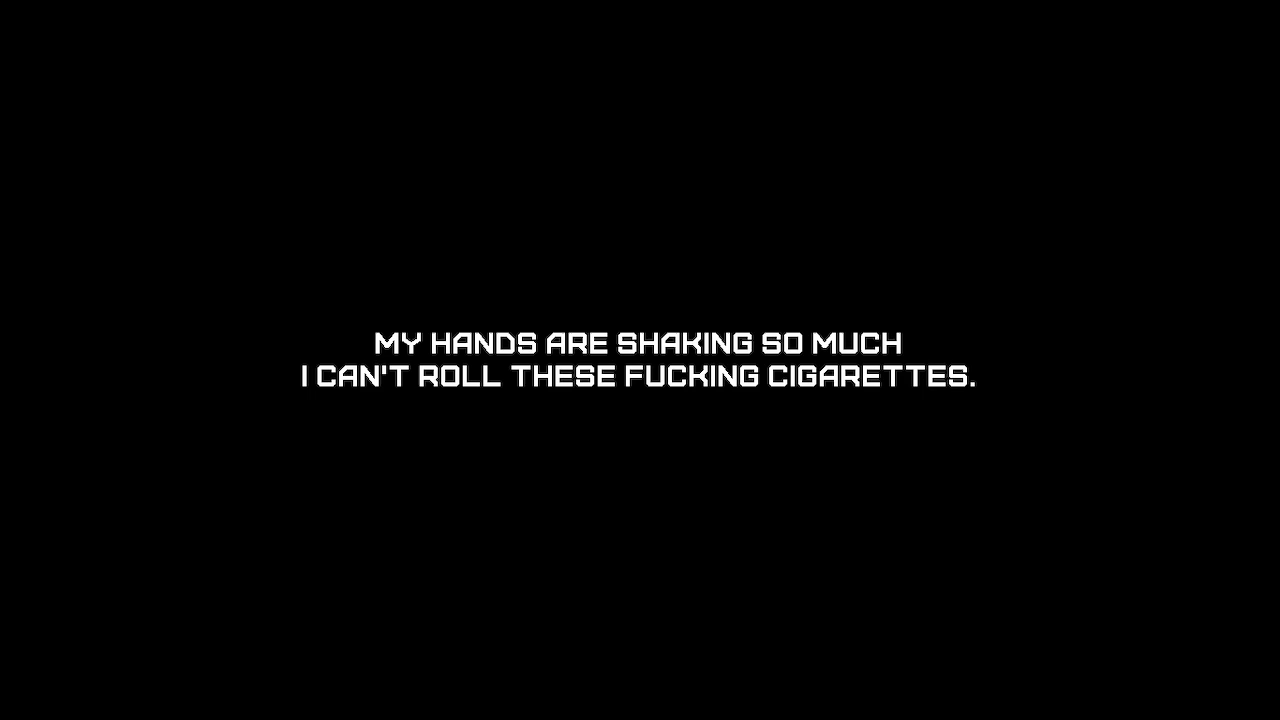 MY HANDS ARE SHAKING SO MUCH
I CAN'T ROLL THESE FUCKING CIGARETTES.